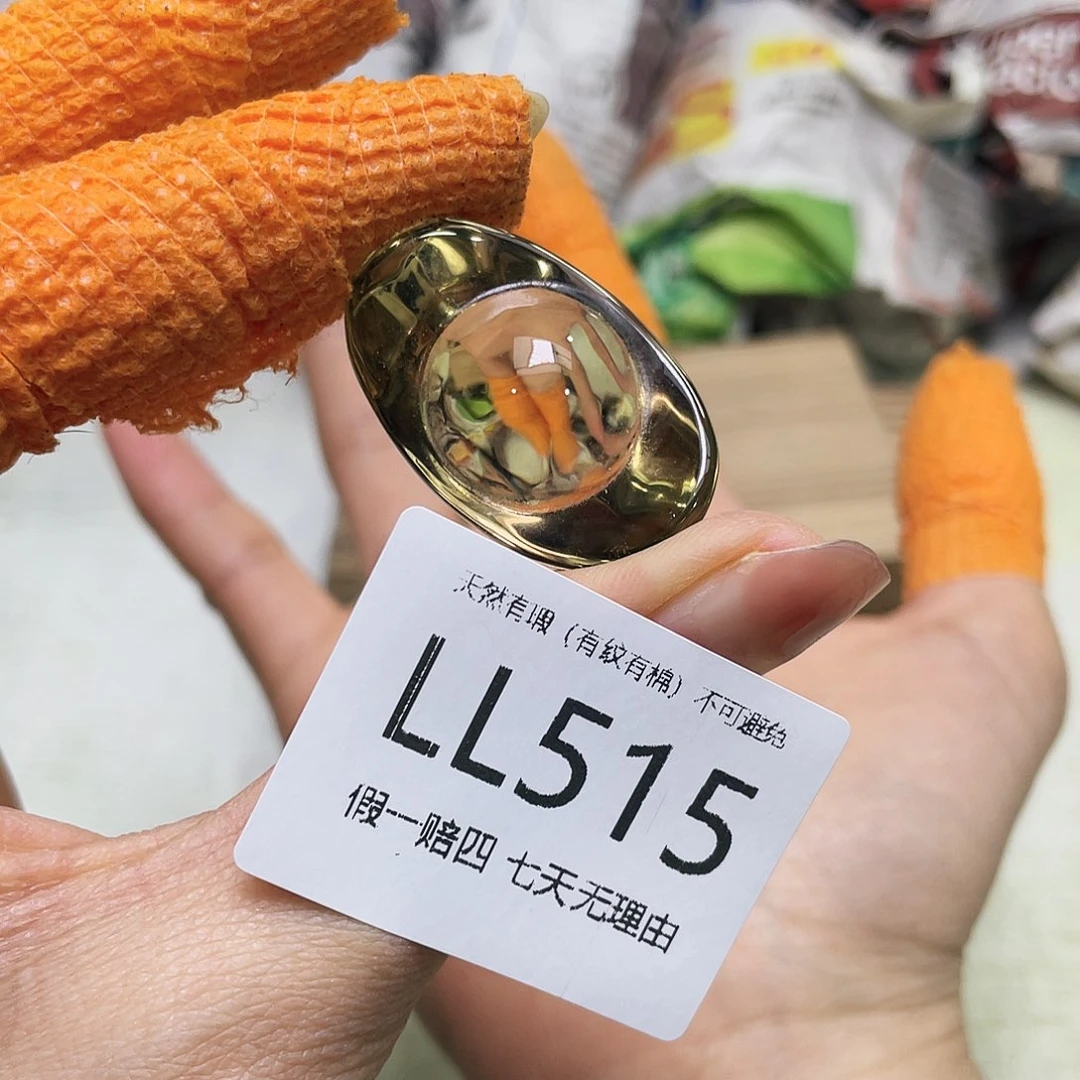 天然有瑕（有纹有棉）不可避免
LL515
假一赔四 七天无理由